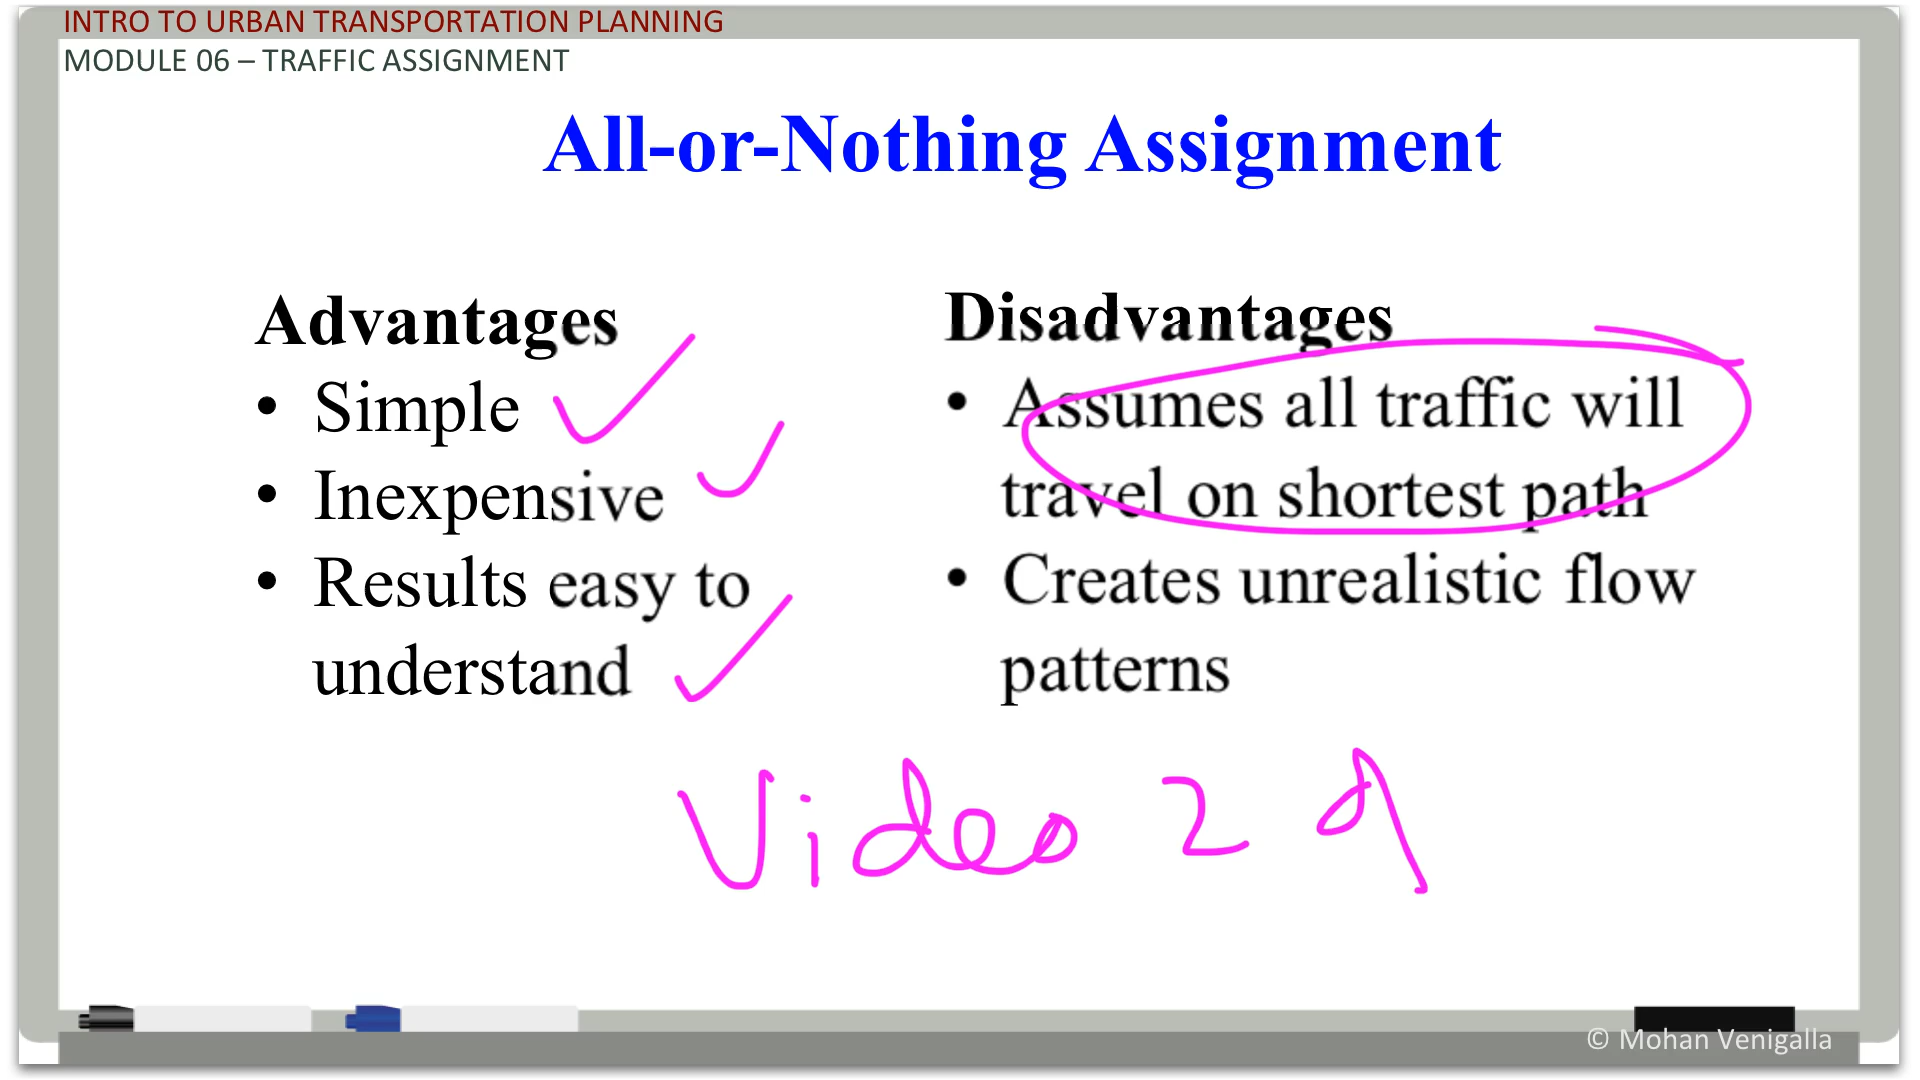 INTRO TO URBAN TRANSPORTATION PLANNING
MODULE 06 – TRAFFIC ASSIGNMENT
All-or-Nothing Assignment
Advantages
• Simple
• Inexpensive
• Results easy to
understand
Disadvantages
• Assumes all traffic will
travel on shortest path
• Creates unrealistic flow
patterns
Video 2
© Mohan Venigalla